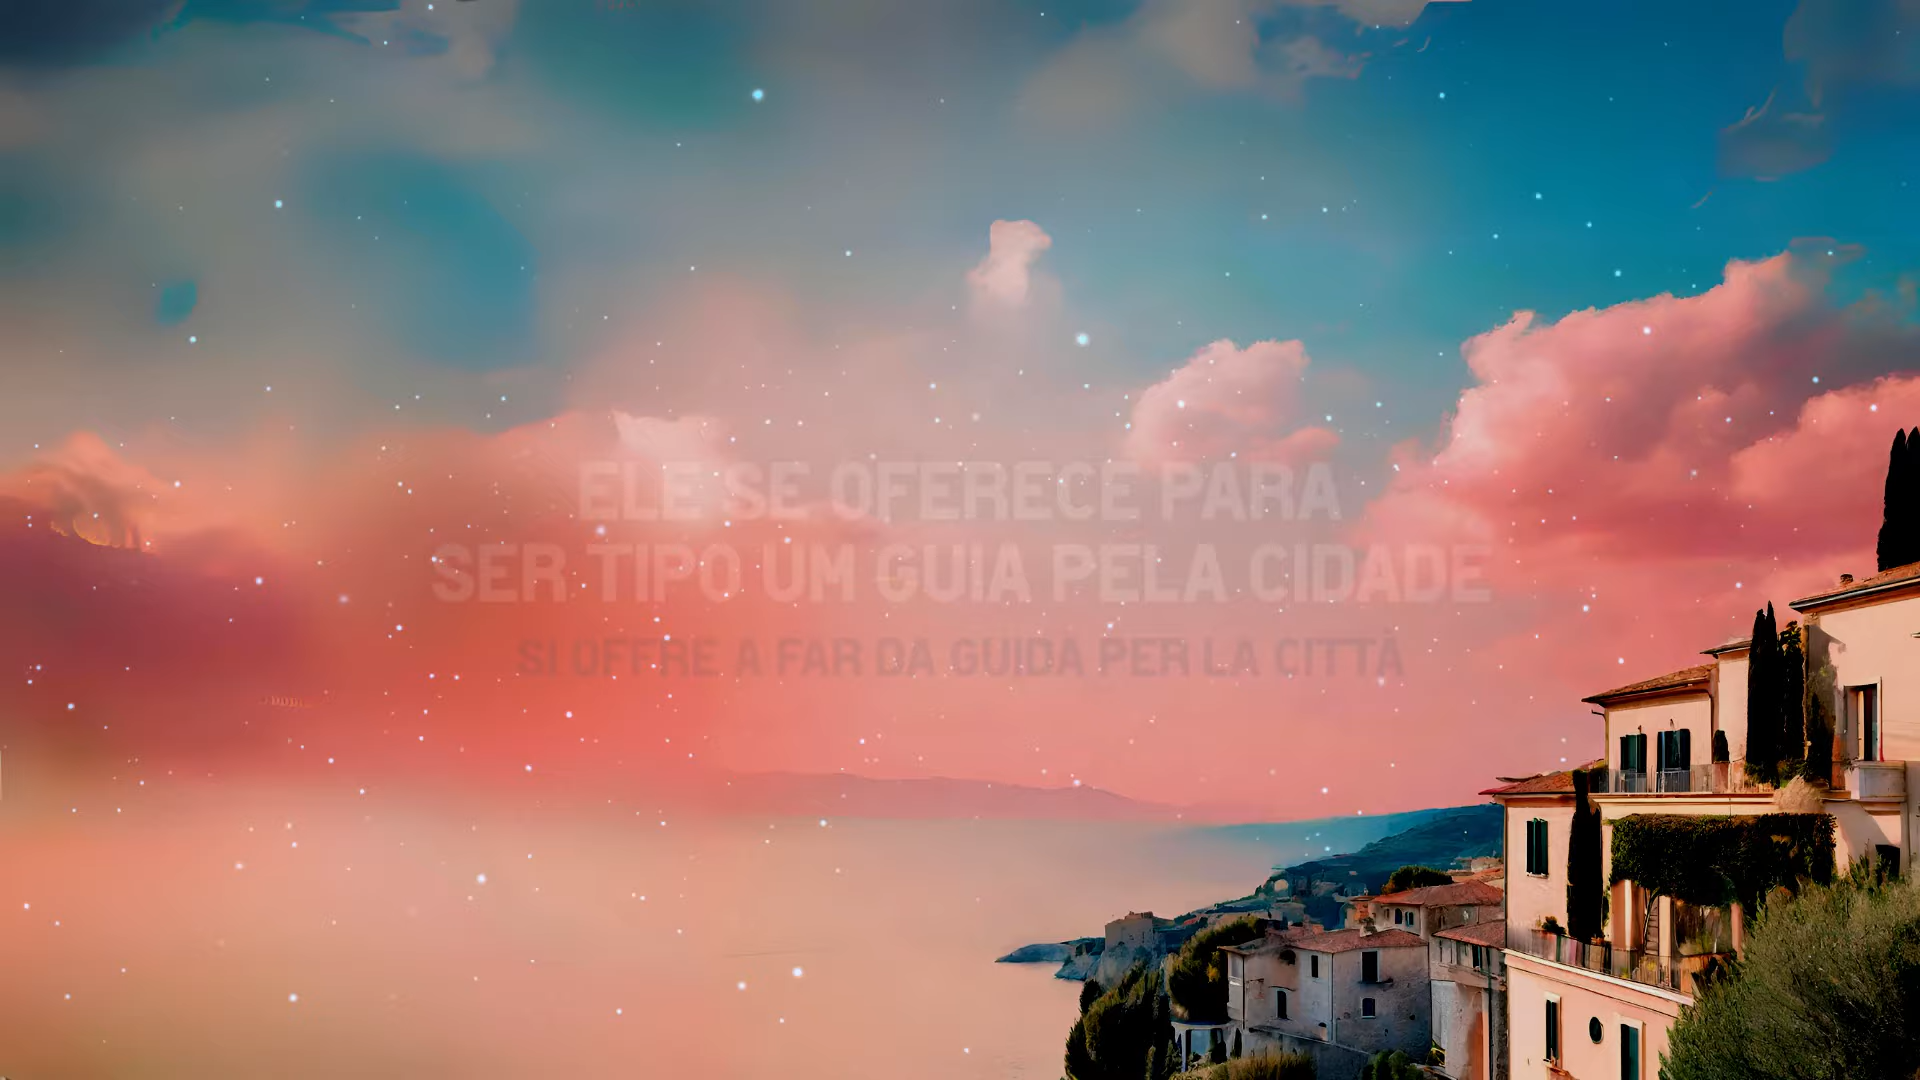 ELE SE OFERECE PARA
SER TIPO UM GUIA PELA CIDADE
SI OFFRE A FAR DA GUIDA PER LA CITTÀ